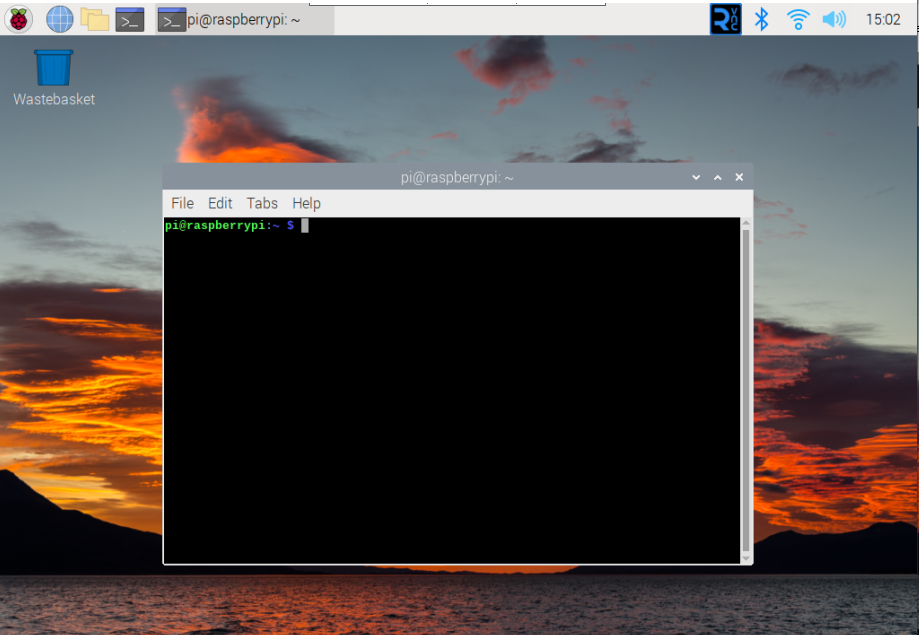 pi@raspberrypi: ~
15:02
Wastebasket
pi@raspberrypi: ~
File Edit Tabs Help
pi@raspberrypi:~ $